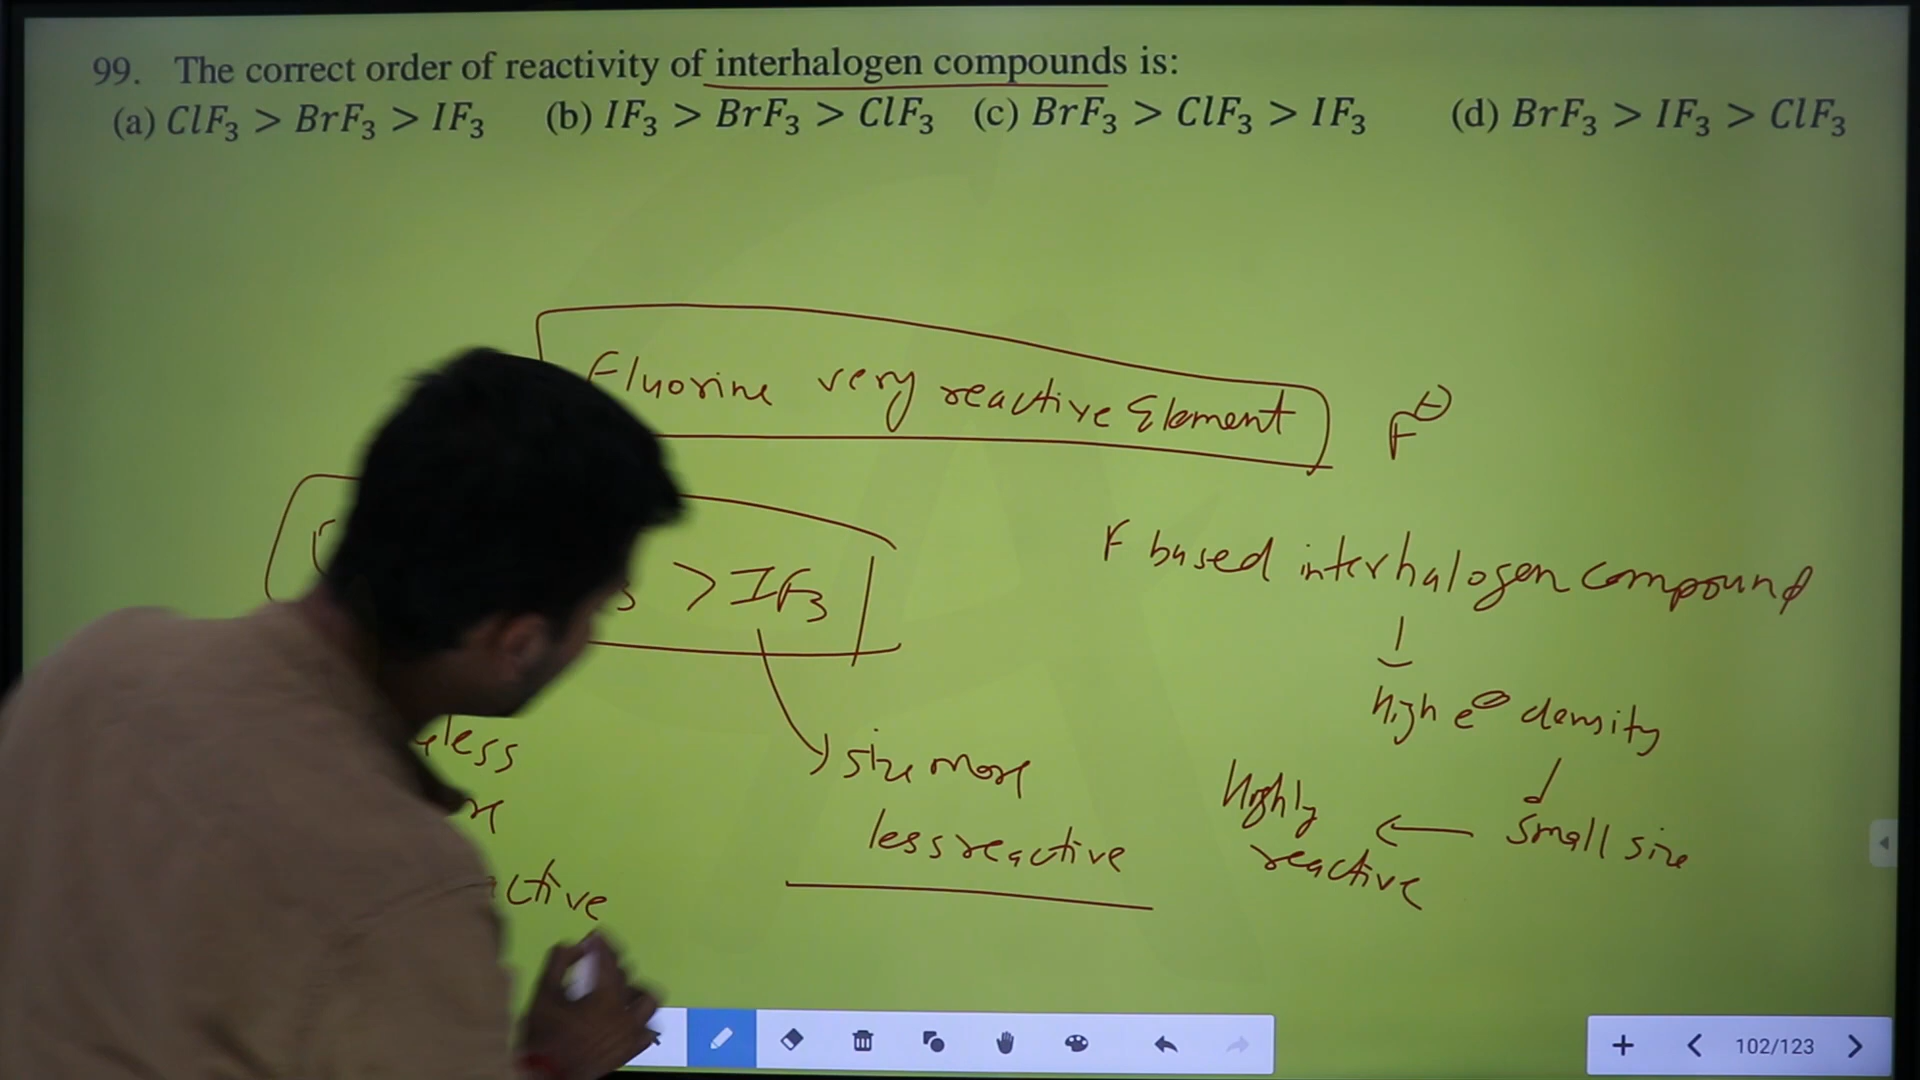 99. The correct order of reactivity of interhalogen compounds is:
(a) ClF₃ > BrF₃ > IF₃ (b) IF₃ > BrF₃ > ClF₃ (c) BrF₃ > ClF₃ > IF₃ (d) BrF₃ > IF₃ > ClF₃
Fluorine very reactive Element
F⊖
F based interhalogen compound
3 > IF3
high e⊖ density
less
size more
small size
Highly
reactive
less reactive
active
102/123